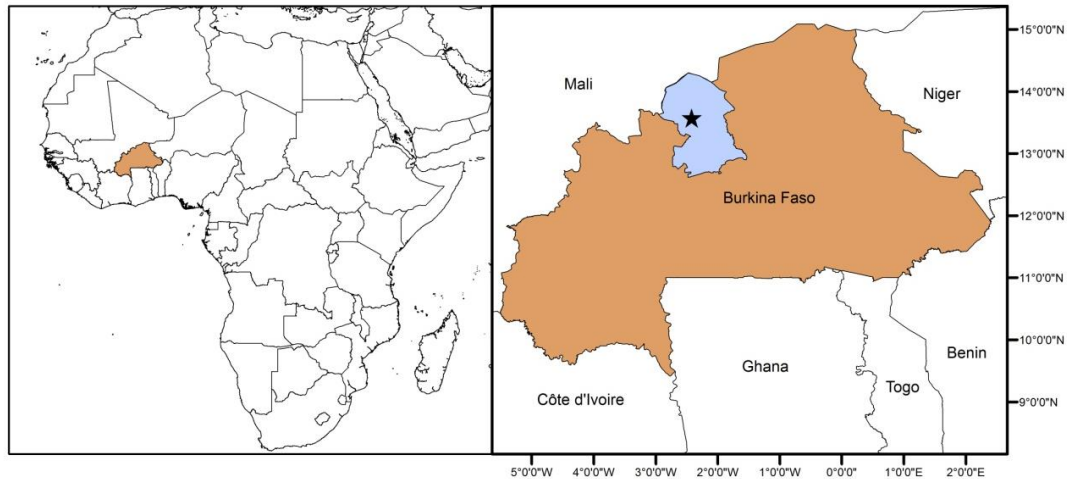 Mali
Niger
Burkina Faso
Côte d'Ivoire
Ghana
Togo
Benin
15°0'0"N
14°0'0"N
13°0'0"N
12°0'0"N
11°0'0"N
10°0'0"N
9°0'0"N
5°0'0"W 4°0'0"W 3°0'0"W 2°0'0"W 1°0'0"W 0°0'0" 1°0'0"E 2°0'0"E